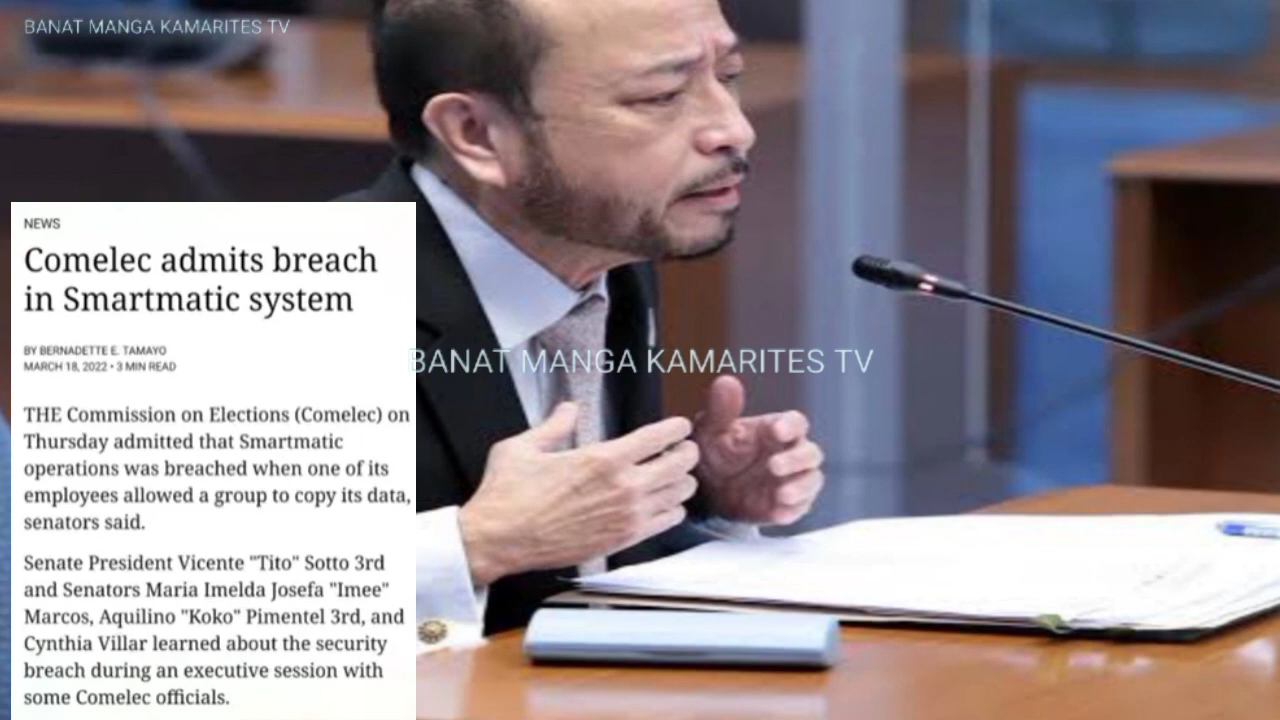 BANAT MANGA KAMARITES TV
NEWS
Comelec admits breach
in Smartmatic system
BY BERNADETTE E. TAMAYO
MARCH 18, 2022 • 3 MIN READ
THE Commission on Elections (Comelec) on
Thursday admitted that Smartmatic
operations was breached when one of its
employees allowed a group to copy its data,
senators said.
Senate President Vicente "Tito" Sotto 3rd
and Senators Maria Imelda Josefa "Imee"
Marcos, Aquilino "Koko" Pimentel 3rd, and
Cynthia Villar learned about the security
breach during an executive session with
some Comelec officials.
BANAT MANGA KAMARITES TV